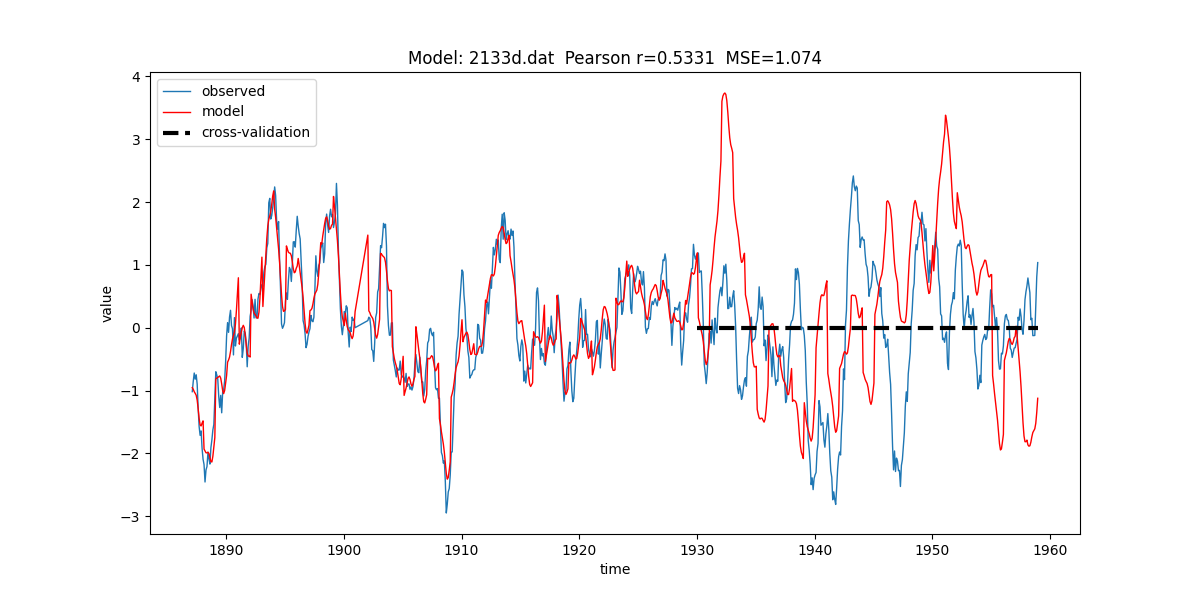 Model: 2133d.dat  Pearson r=0.5331  MSE=1.074
observed
model
cross-validation
4
3
2
1
0
−1
−2
−3
value
1890
1900
1910
1920
1930
1940
1950
1960
time